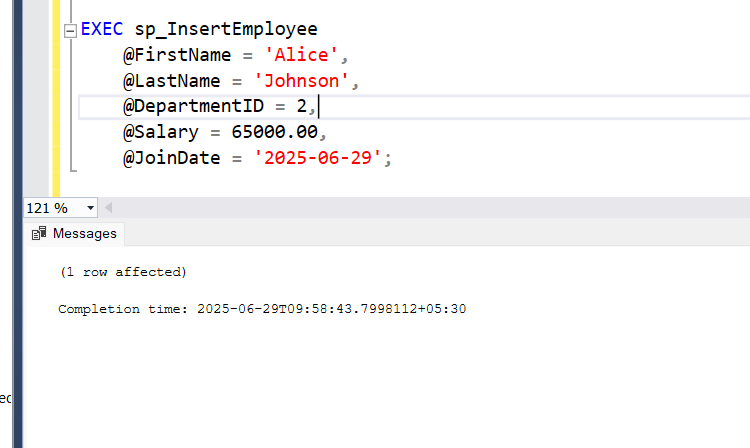 EXEC sp_InsertEmployee
@FirstName = 'Alice',
@LastName = 'Johnson',
@DepartmentID = 2,
@Salary = 65000.00,
@JoinDate = '2025-06-29';
121 %
Messages
(1 row affected)
Completion time: 2025-06-29T09:58:43.7998112+05:30